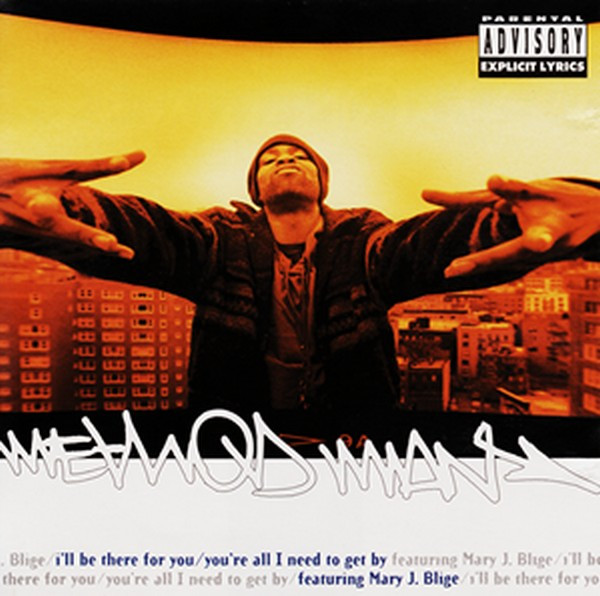 PARENTAL
ADVISORY
EXPLICIT LYRICS
METHOD MAN
. Blige/i'll be there for you/you're all I need to get by featuring Mary J. Blige/i'll be
there for you/you're all I need to get by/featuring Mary J. Blige/i'll be there for yo